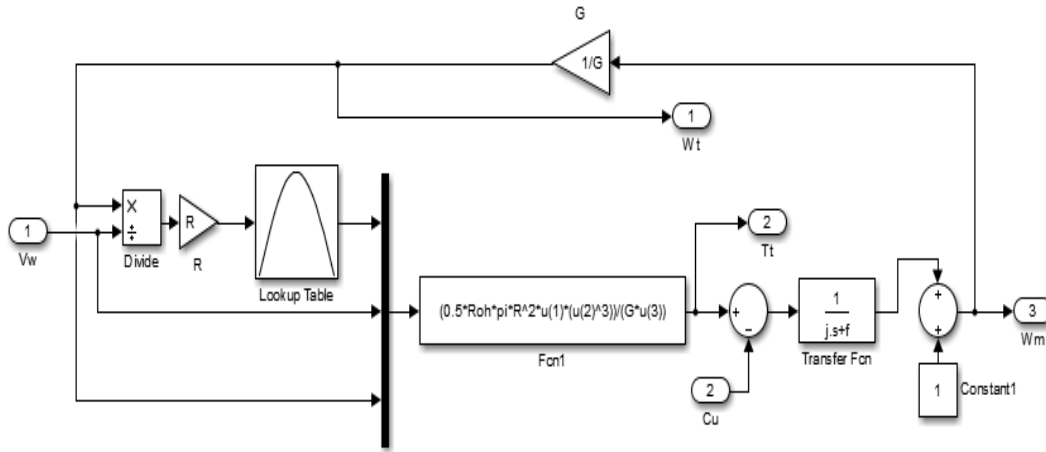 G
1/G
1
Wt
X
÷
Divide
R
R
Lookup Table
1
Vw
(0.5*Roh*pi*R^2*u(1)*(u(2)^3))/(G*u(3))
Fcn1
2
Tt
+
−
2
Cu
1
j.s+f
Transfer Fcn
+
+
1
Constant1
3
Wm